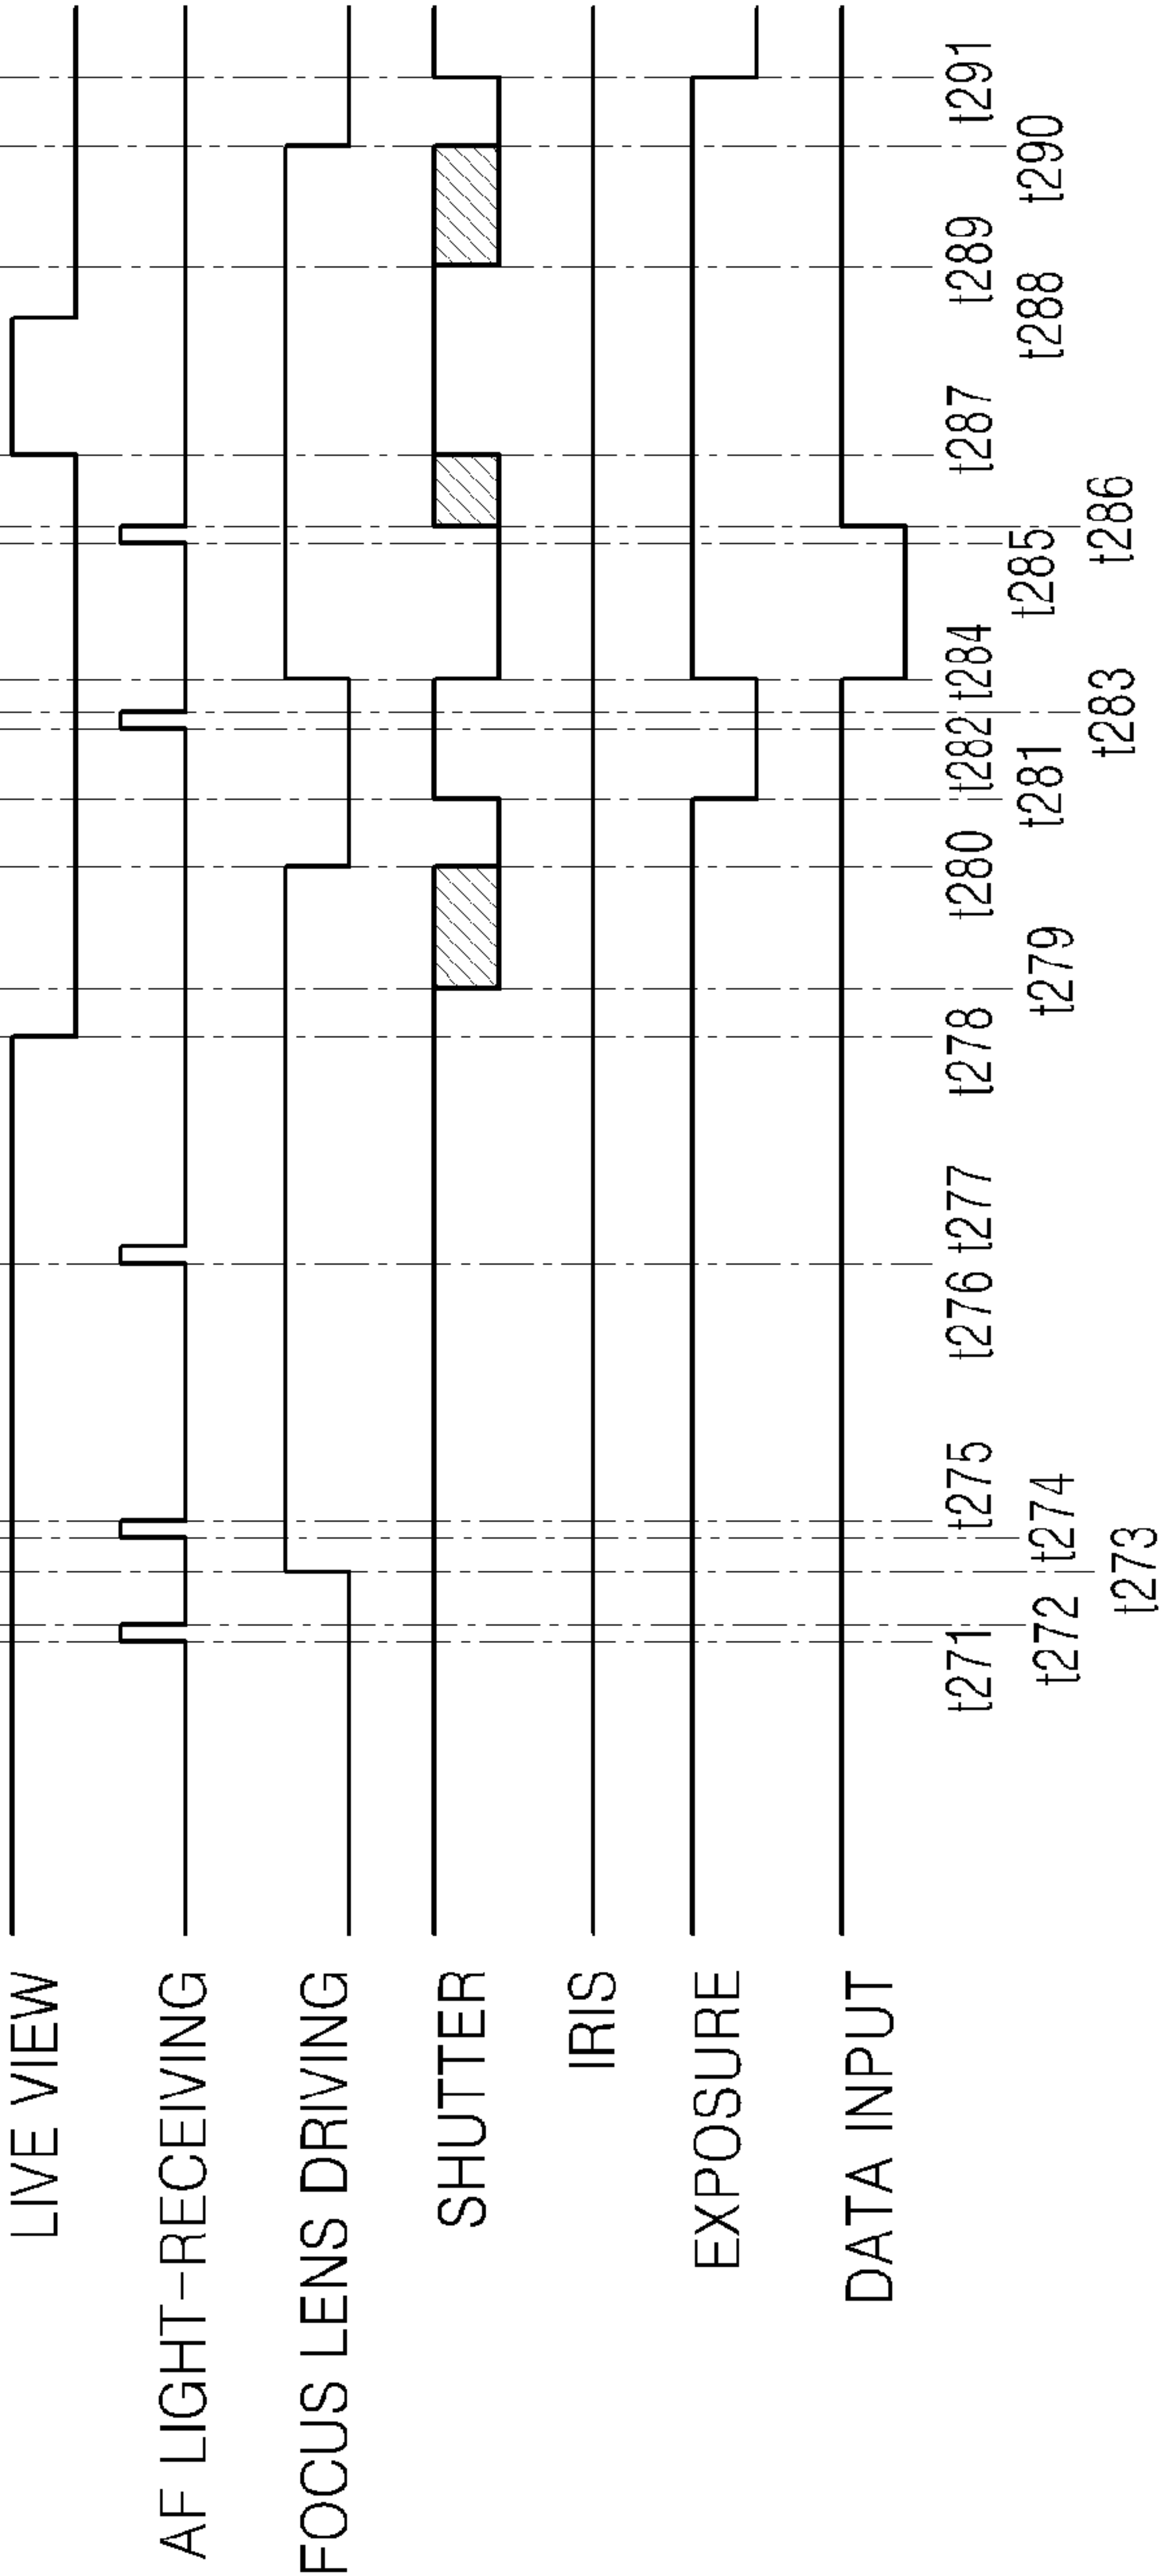 LIVE VIEW
AF LIGHT-RECEIVING
FOCUS LENS DRIVING
SHUTTER
IRIS
EXPOSURE
DATA INPUT
t271
t272
t273
t274
t275
t276
t277
t278
t279
t280
t281
t282
t283
t284
t285
t286
t287
t288
t289
t290
t291